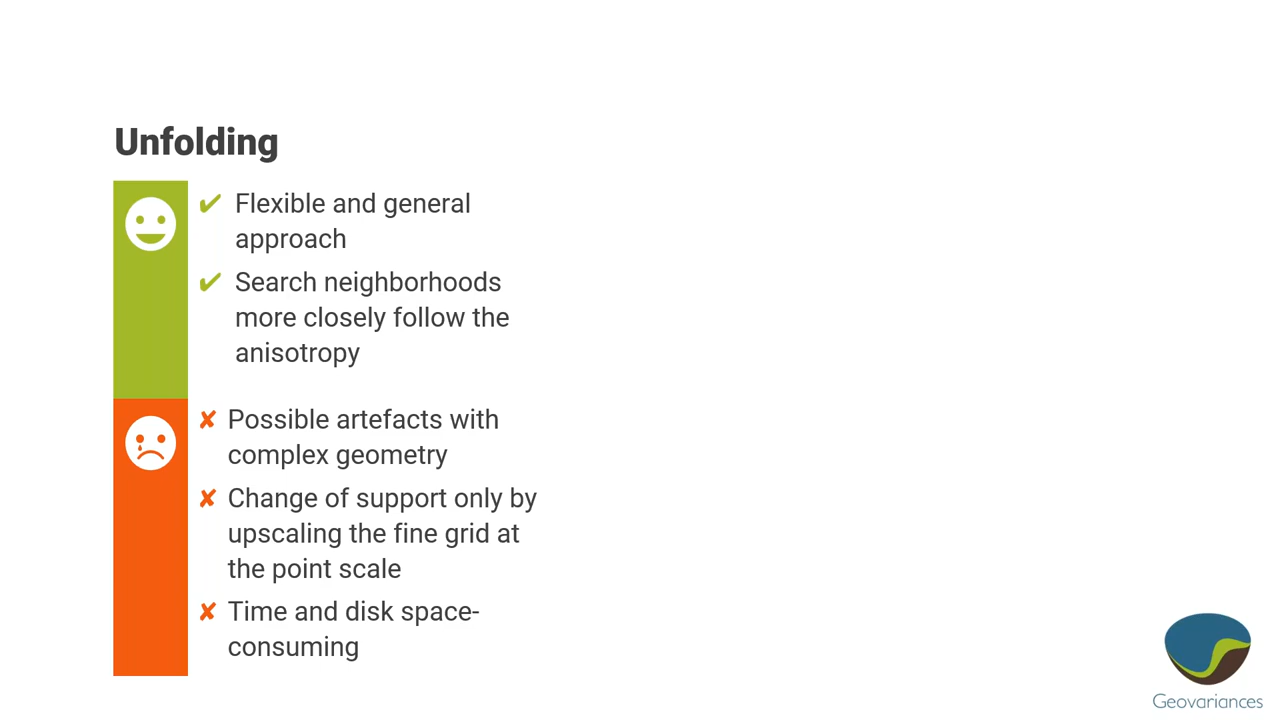 Unfolding
✔ Flexible and general
approach
✔ Search neighborhoods
more closely follow the
anisotropy
✘ Possible artefacts with
complex geometry
✘ Change of support only by
upscaling the fine grid at
the point scale
✘ Time and disk space-
consuming
Geovariances